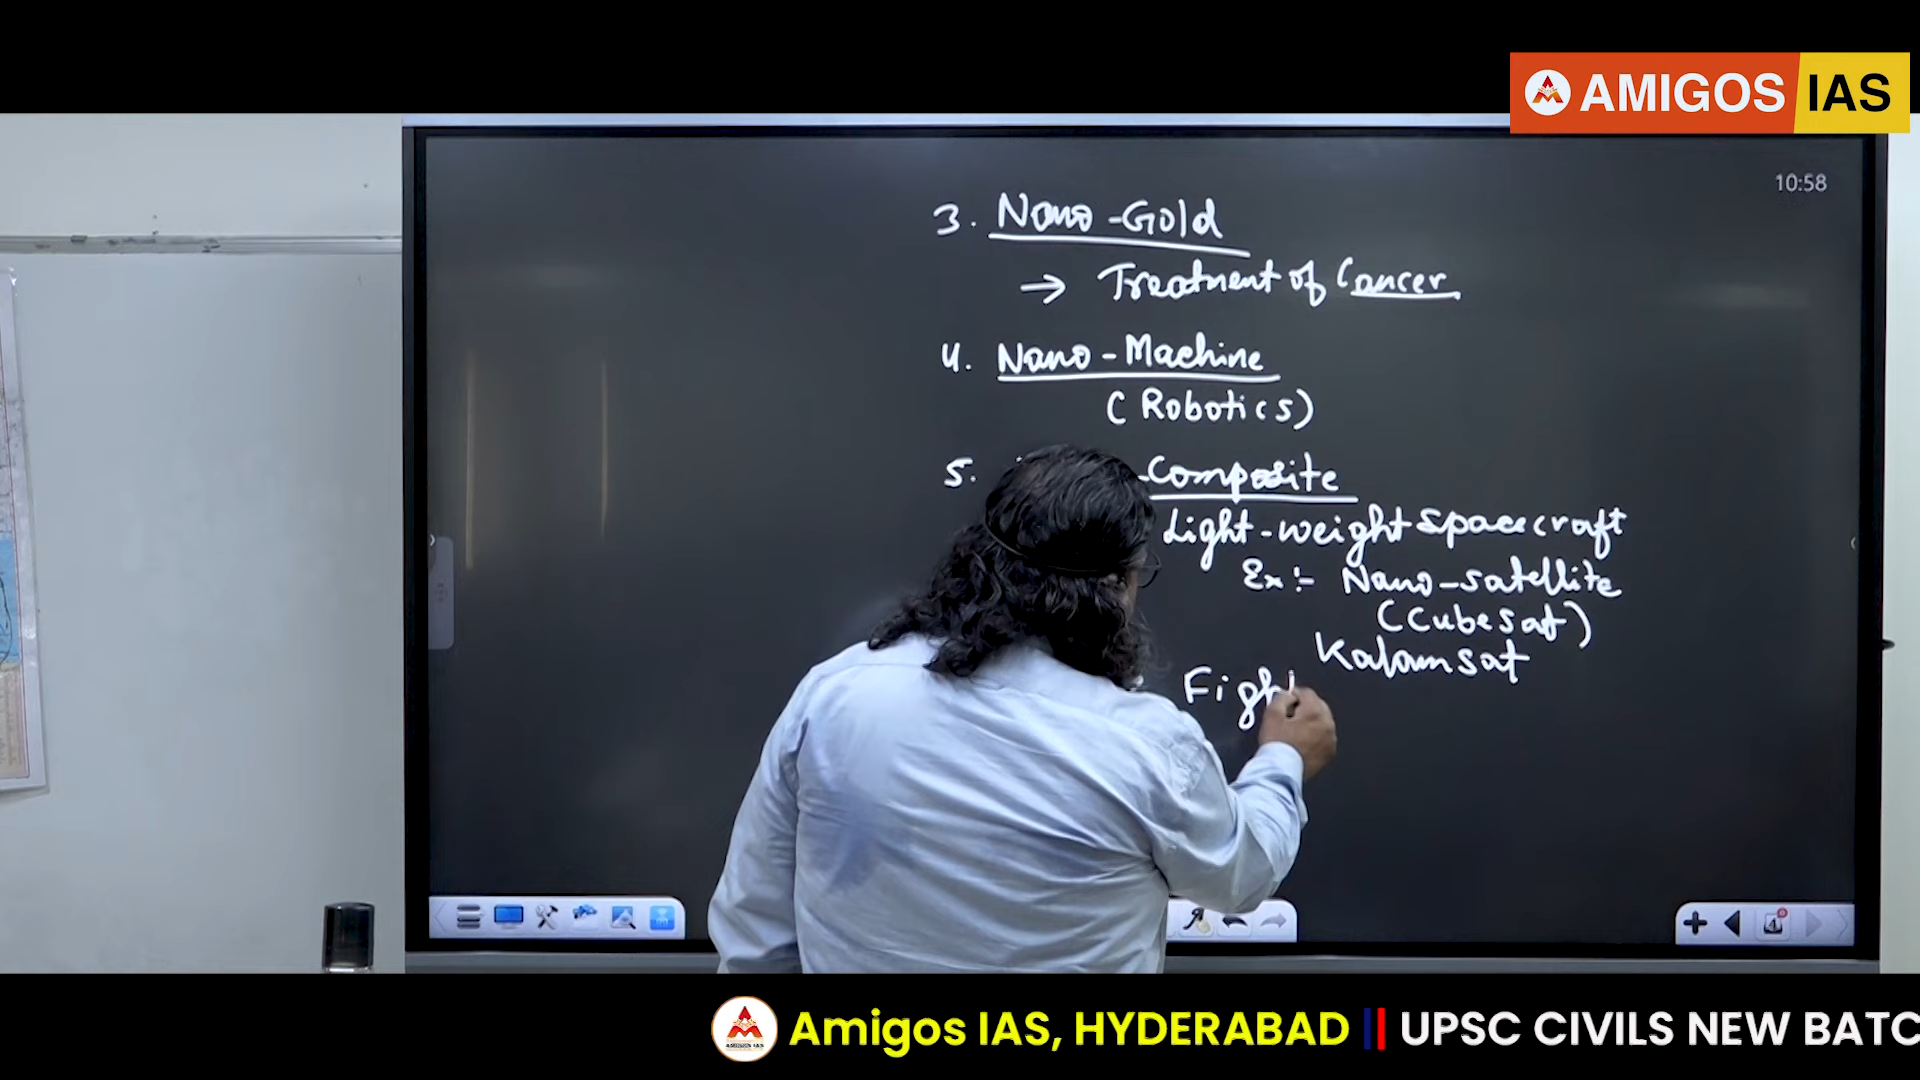 AMIGOS IAS
10:58
3. Nano-Gold
→ Treatment of Cancer
4. Nano-Machine
(Robotics)
5. -Composite
Light-weight spacecraft
Ex:- Nano-satellite
(Cubesat)
Kalamsat
Figh
Amigos IAS, HYDERABAD || UPSC CIVILS NEW BATC